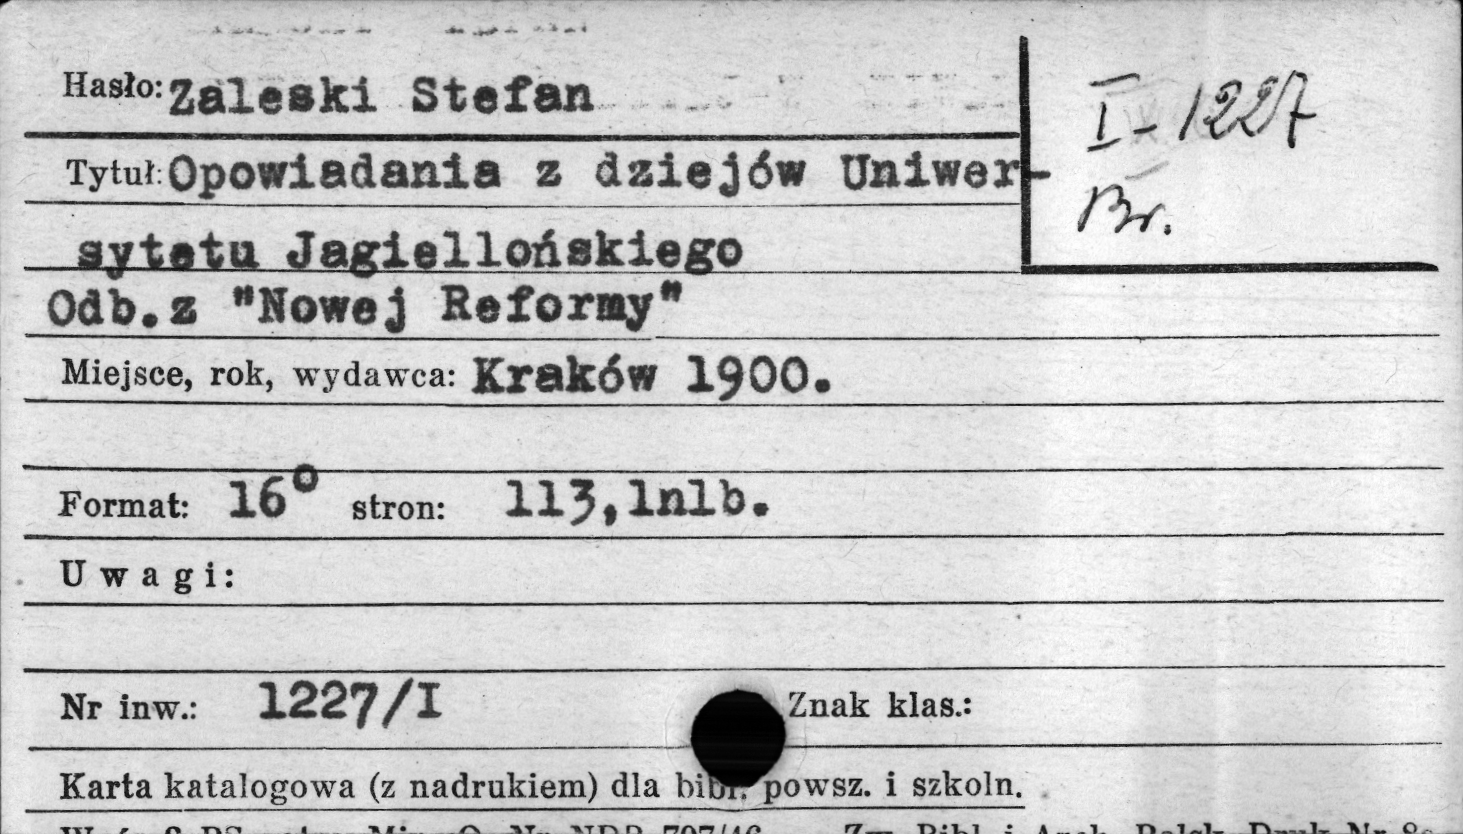 Hasło: Zaleski Stefan
I - 1227
Tytuł: Opowiadania z dziejów Uniwer-
Br.
sytetu Jagiellońskiego
Odb.z "Nowej Reformy"
Miejsce, rok, wydawca: Kraków 1900.
Format: 16° stron: 113,1nlb.
Uwagi:
Nr inw.: 1227/I Znak klas.:
Karta katalogowa (z nadrukiem) dla bibl. powsz. i szkoln.